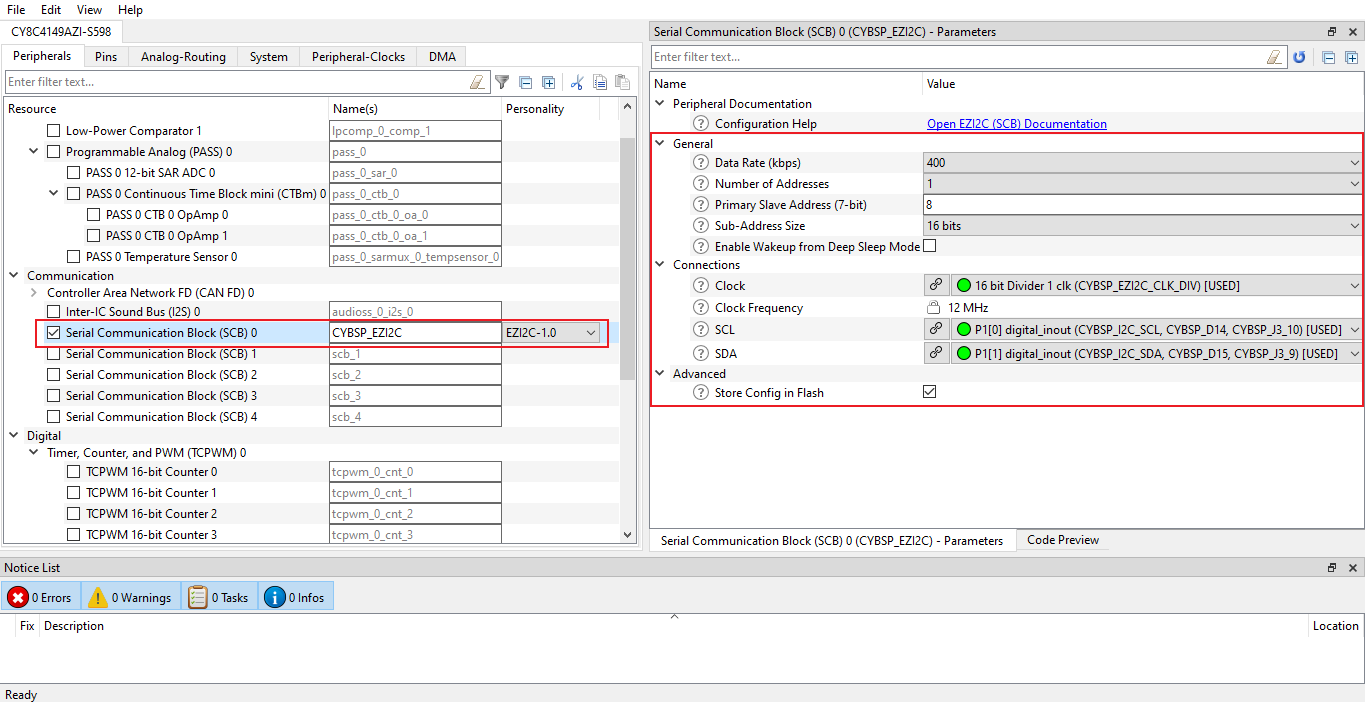 File Edit View Help
CY8C4149AZI-S598
Peripherals Pins Analog-Routing System Peripheral-Clocks DMA
Enter filter text...
Resource Name(s) Personality
Low-Power Comparator 1 lpcomp_0_comp_1
Programmable Analog (PASS) 0 pass_0
PASS 0 12-bit SAR ADC 0 pass_0_sar_0
PASS 0 Continuous Time Block mini (CTBm) 0 pass_0_ctb_0
PASS 0 CTB 0 OpAmp 0 pass_0_ctb_0_oa_0
PASS 0 CTB 0 OpAmp 1 pass_0_ctb_0_oa_1
PASS 0 Temperature Sensor 0 pass_0_sarmux_0_tempsensor_0
Communication
Controller Area Network FD (CAN FD) 0
Inter-IC Sound Bus (I2S) 0 audioss_0_i2s_0
Serial Communication Block (SCB) 0 CYBSP_EZI2C EZI2C-1.0
Serial Communication Block (SCB) 1 scb_1
Serial Communication Block (SCB) 2 scb_2
Serial Communication Block (SCB) 3 scb_3
Serial Communication Block (SCB) 4 scb_4
Digital
Timer, Counter, and PWM (TCPWM) 0
TCPWM 16-bit Counter 0 tcpwm_0_cnt_0
TCPWM 16-bit Counter 1 tcpwm_0_cnt_1
TCPWM 16-bit Counter 2 tcpwm_0_cnt_2
TCPWM 16-bit Counter 3 tcpwm_0_cnt_3
Serial Communication Block (SCB) 0 (CYBSP_EZI2C) - Parameters
Enter filter text...
Name Value
Peripheral Documentation
Configuration Help Open EZI2C (SCB) Documentation
General
Data Rate (kbps) 400
Number of Addresses 1
Primary Slave Address (7-bit) 8
Sub-Address Size 16 bits
Enable Wakeup from Deep Sleep Mode
Connections
Clock 16 bit Divider 1 clk (CYBSP_EZI2C_CLK_DIV) [USED]
Clock Frequency 12 MHz
SCL P1[0] digital_inout (CYBSP_I2C_SCL, CYBSP_D14, CYBSP_J3_10) [USED]
SDA P1[1] digital_inout (CYBSP_I2C_SDA, CYBSP_D15, CYBSP_J3_9) [USED]
Advanced
Store Config in Flash
Serial Communication Block (SCB) 0 (CYBSP_EZI2C) - Parameters Code Preview
Notice List
0 Errors 0 Warnings 0 Tasks 0 Infos
Fix Description Location
Ready